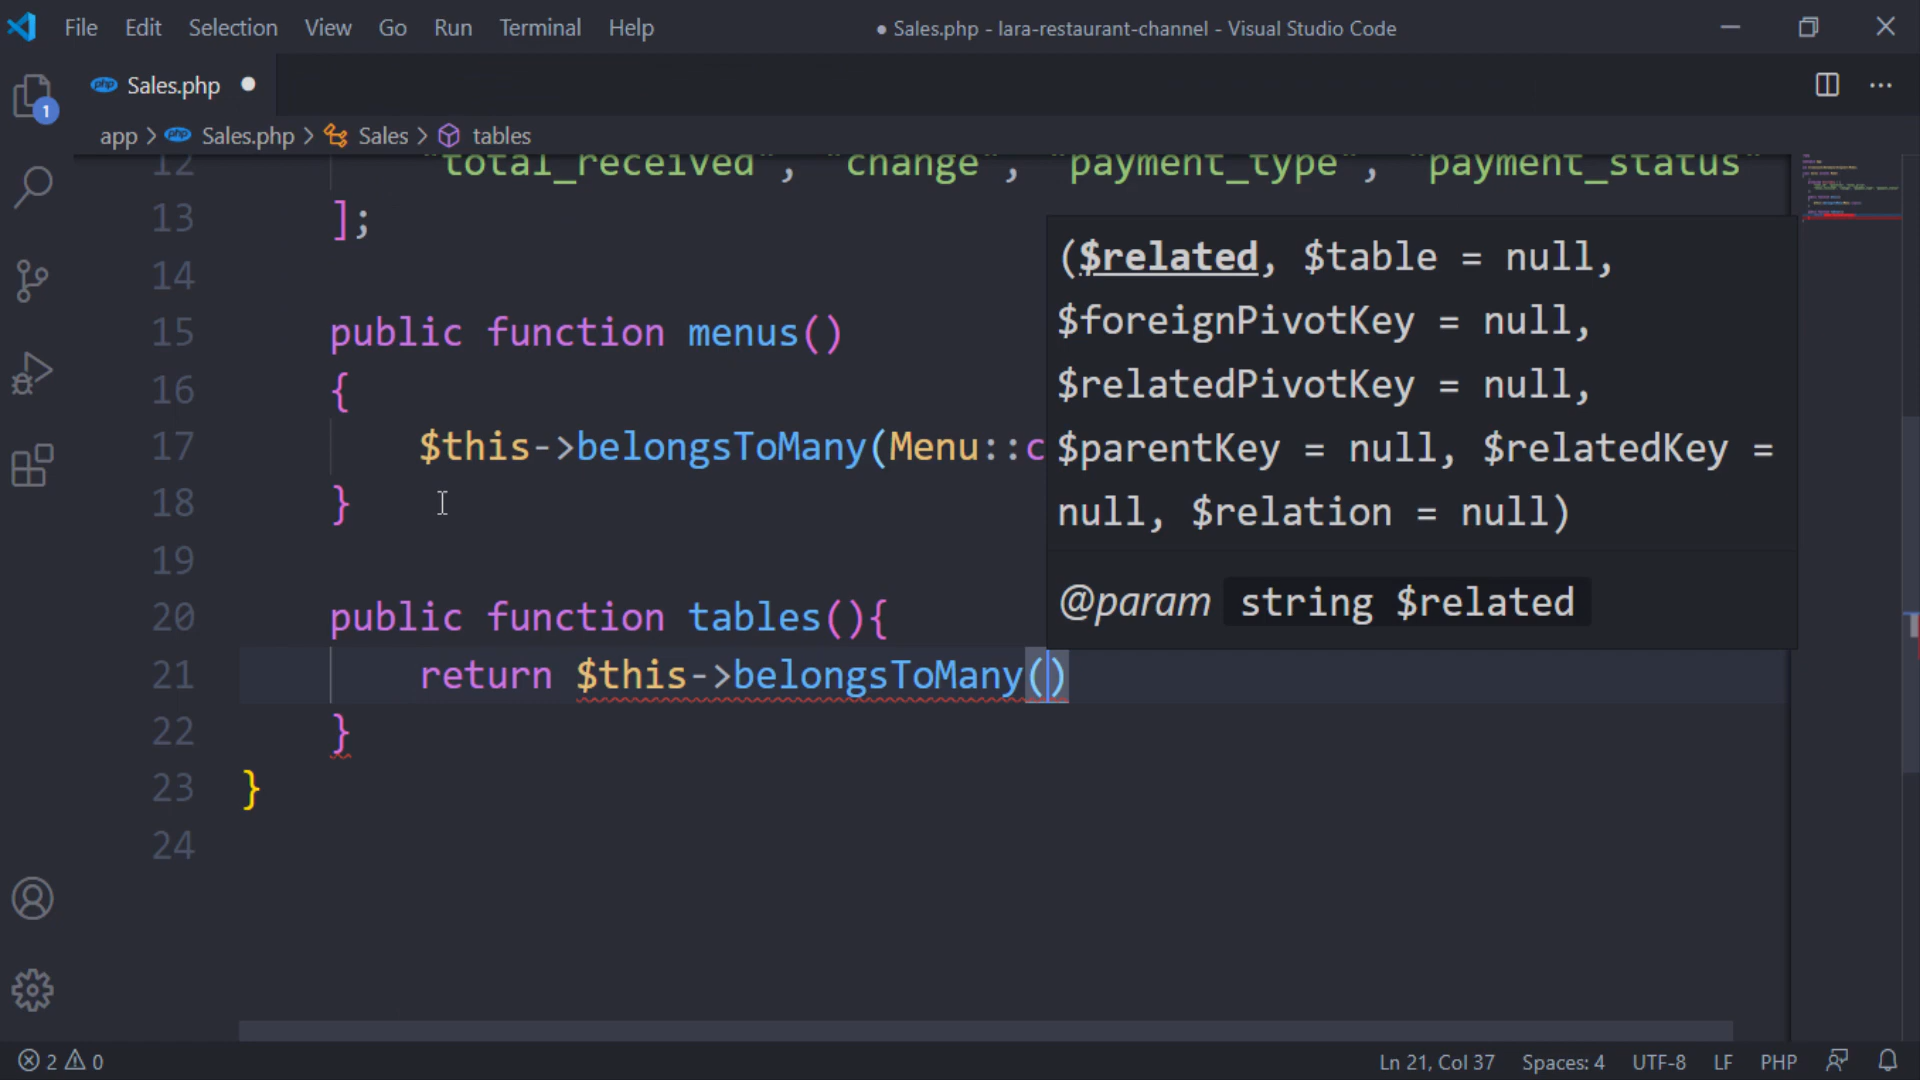 File Edit Selection View Go Run Terminal Help ● Sales.php - lara-restaurant-channel - Visual Studio Code
php Sales.php
1
app > php Sales.php > Sales > tables
12 "total_received", "change", "payment_type", "payment_status"
13 ];
14
15 public function menus()
16 {
17 $this->belongsToMany(Menu::c
18 }
19
20 public function tables(){
21 return $this->belongsToMany()
22 }
23 }
24
($related, $table = null,
$foreignPivotKey = null,
$relatedPivotKey = null,
$parentKey = null, $relatedKey =
null, $relation = null)
@param string $related
2 0 Ln 21, Col 37 Spaces: 4 UTF-8 LF PHP